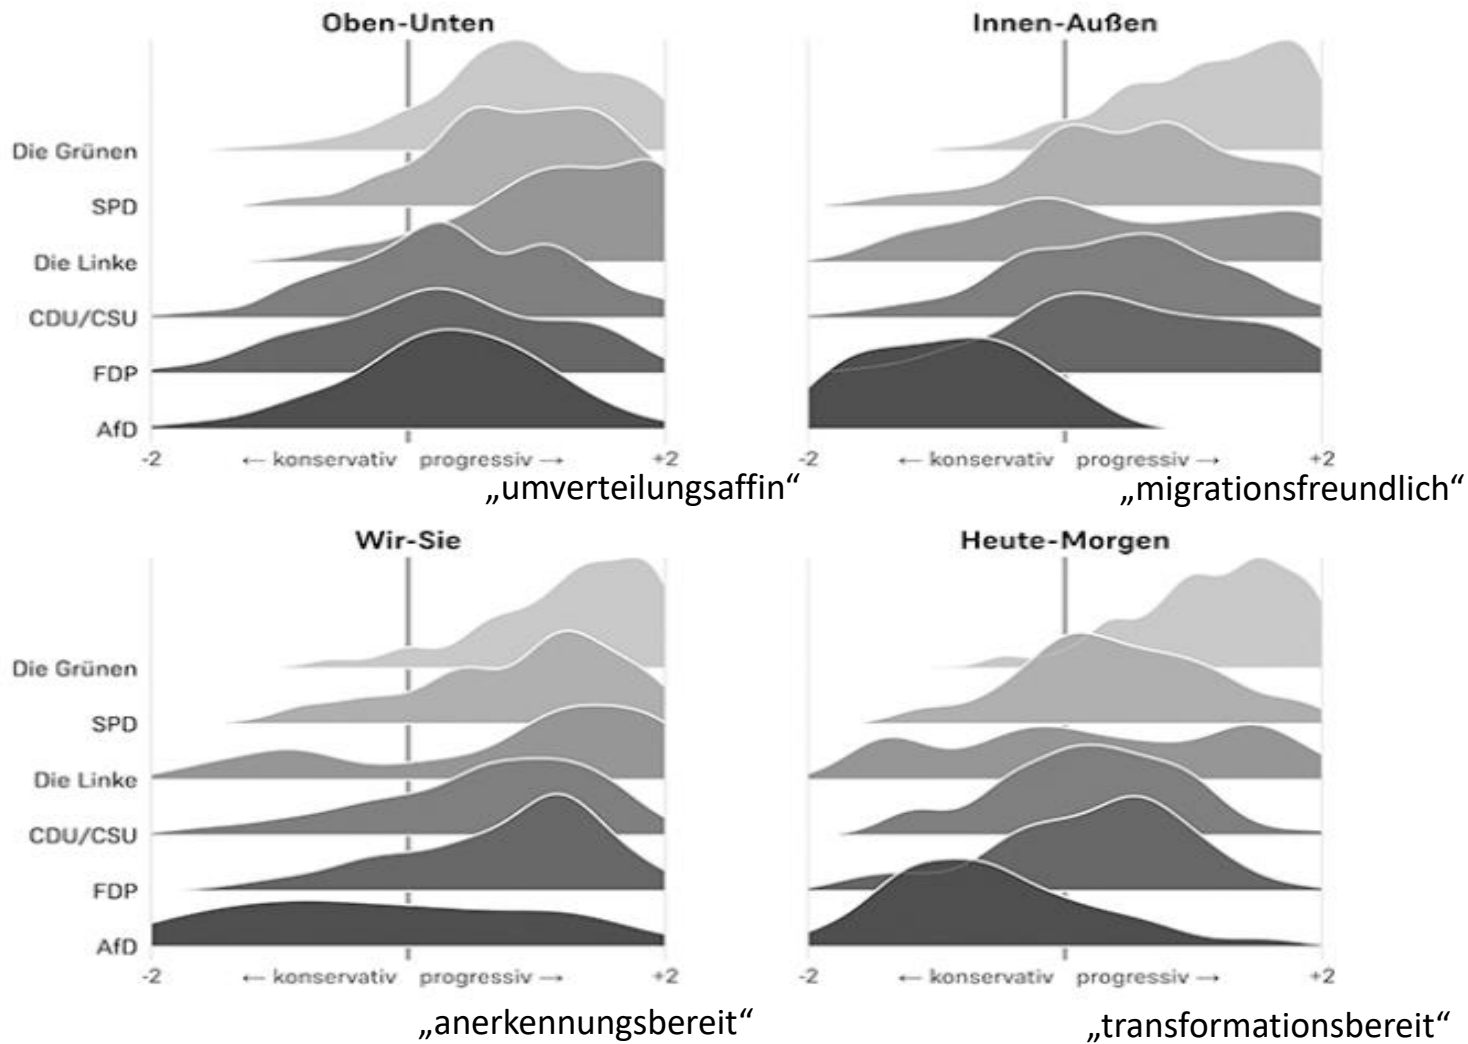 Oben-Unten
Die Grünen
SPD
Die Linke
CDU/CSU
FDP
AfD
-2 ← konservativ progressiv → +2
„umverteilungsaffin“
Innen-Außen
-2 ← konservativ progressiv → +2
„migrationsfreundlich“
Wir-Sie
Die Grünen
SPD
Die Linke
CDU/CSU
FDP
AfD
-2 ← konservativ progressiv → +2
„anerkennungsbereit“
Heute-Morgen
-2 ← konservativ progressiv → +2
„transformationsbereit“